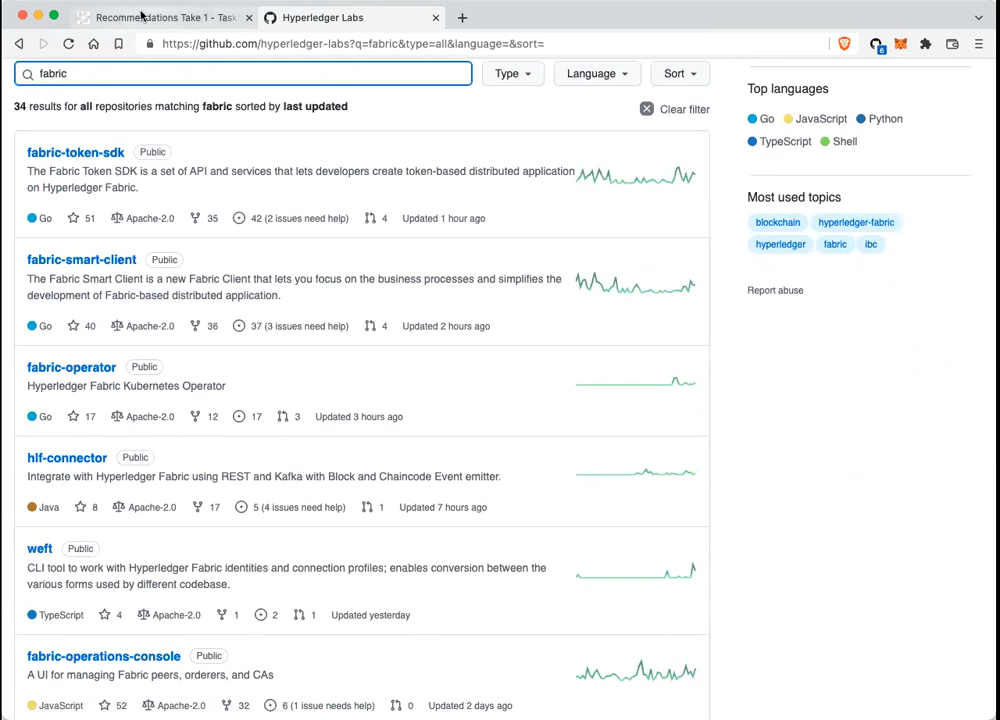 Recommendations Take 1 - Task
Hyperledger Labs
https://github.com/hyperledger-labs?q=fabric&type=all&language=&sort=
6
fabric
Type
Language
Sort
34 results for all repositories matching fabric sorted by last updated
Clear filter
fabric-token-sdk Public
The Fabric Token SDK is a set of API and services that lets developers create token-based distributed application
on Hyperledger Fabric.
Go 51 Apache-2.0 35 42 (2 issues need help) 4 Updated 1 hour ago
fabric-smart-client Public
The Fabric Smart Client is a new Fabric Client that lets you focus on the business processes and simplifies the
development of Fabric-based distributed application.
Go 40 Apache-2.0 36 37 (3 issues need help) 4 Updated 2 hours ago
fabric-operator Public
Hyperledger Fabric Kubernetes Operator
Go 17 Apache-2.0 12 17 3 Updated 3 hours ago
hlf-connector Public
Integrate with Hyperledger Fabric using REST and Kafka with Block and Chaincode Event emitter.
Java 8 Apache-2.0 17 5 (4 issues need help) 1 Updated 7 hours ago
weft Public
CLI tool to work with Hyperledger Fabric identities and connection profiles; enables conversion between the
various forms used by different codebase.
TypeScript 4 Apache-2.0 1 2 1 Updated yesterday
fabric-operations-console Public
A UI for managing Fabric peers, orderers, and CAs
JavaScript 52 Apache-2.0 32 6 (1 issue needs help) 0 Updated 2 days ago
Top languages
Go JavaScript Python
TypeScript Shell
Most used topics
blockchain hyperledger-fabric
hyperledger fabric ibc
Report abuse